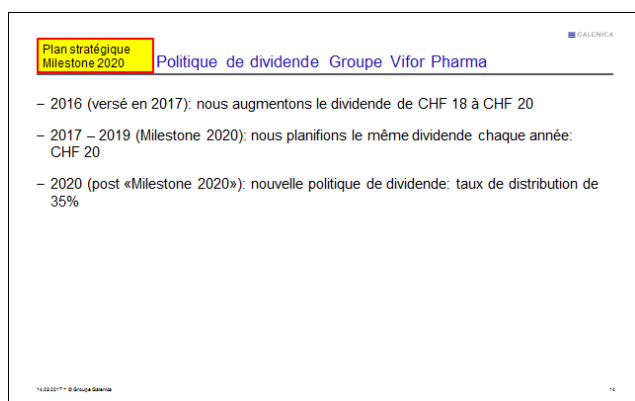 GALENICA
Plan stratégique
Milestone 2020
Politique de dividende Groupe Vifor Pharma
– 2016 (versé en 2017): nous augmentons le dividende de CHF 18 à CHF 20
– 2017 – 2019 (Milestone 2020): nous planifions le même dividende chaque année:
CHF 20
– 2020 (post «Milestone 2020»): nouvelle politique de dividende: taux de distribution de
35%
© Groupe Galenica
14